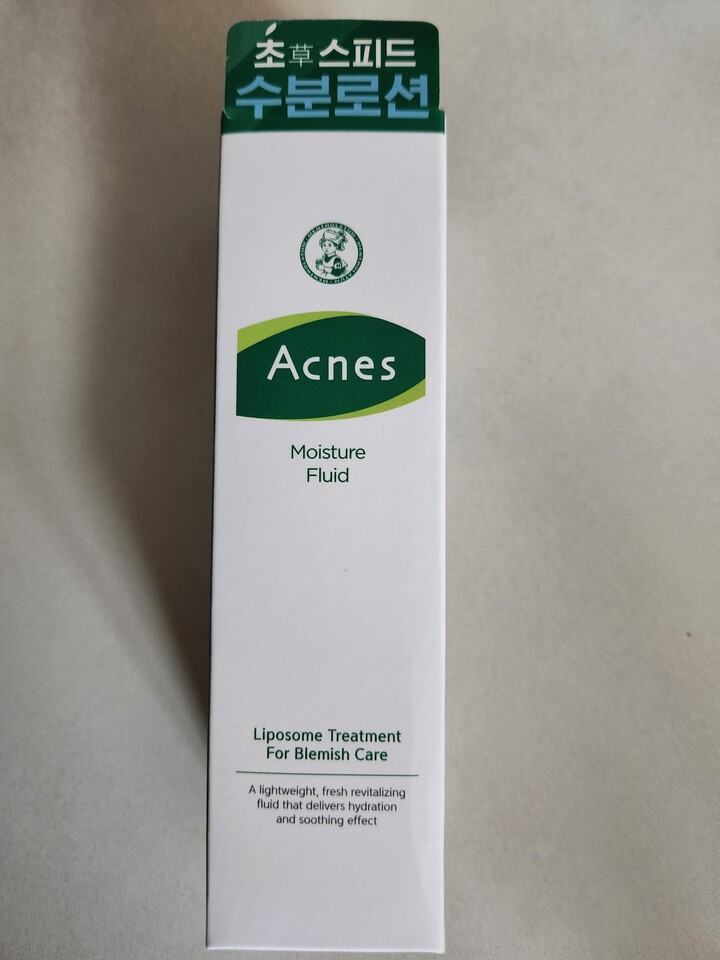 초草스피드
수분로션
MENTHOLATUM
Acnes
Moisture
Fluid
Liposome Treatment
For Blemish Care
A lightweight, fresh revitalizing
fluid that delivers hydration
and soothing effect